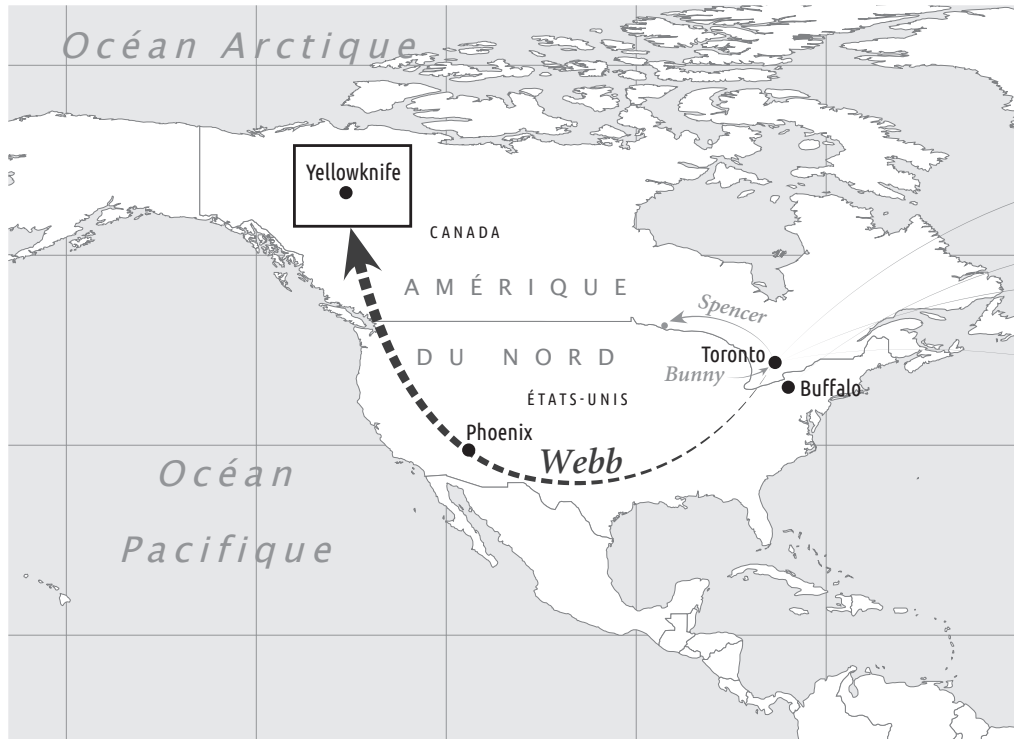 Océan Arctique
Yellowknife
CANADA
AMÉRIQUE
Spencer
Toronto
DU NORD
Bunny
Buffalo
ÉTATS-UNIS
Phoenix
Webb
Océan
Pacifique